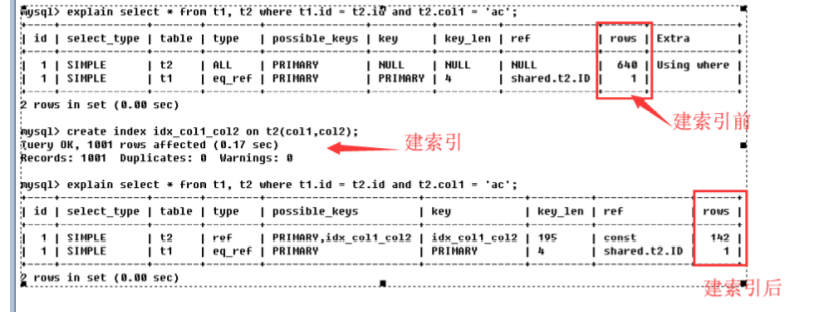 mysql> explain select * from t1, t2 where t1.id = t2.id and t2.col1 = 'ac';
| id | select_type | table | type | possible_keys | key | key_len | ref | rows | Extra |
| 1 | SIMPLE | t2 | ALL | PRIMARY | NULL | NULL | NULL | 640 | Using where |
| 1 | SIMPLE | t1 | eq_ref | PRIMARY | PRIMARY | 4 | shared.t2.ID | 1 | |
2 rows in set (0.00 sec)
建索引前
mysql> create index idx_col1_col2 on t2(col1,col2);
Query OK, 1001 rows affected (0.17 sec)
建索引
Records: 1001 Duplicates: 0 Warnings: 0
mysql> explain select * from t1, t2 where t1.id = t2.id and t2.col1 = 'ac';
| id | select_type | table | type | possible_keys | key | key_len | ref | rows |
| 1 | SIMPLE | t2 | ref | PRIMARY,idx_col1_col2 | idx_col1_col2 | 195 | const | 142 |
| 1 | SIMPLE | t1 | eq_ref | PRIMARY | PRIMARY | 4 | shared.t2.ID | 1 |
2 rows in set (0.00 sec)
建索引后